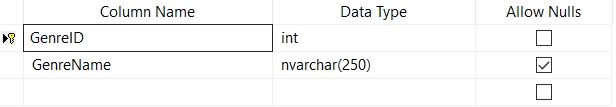 Column Name Data Type Allow Nulls
GenreID int
GenreName nvarchar(250)